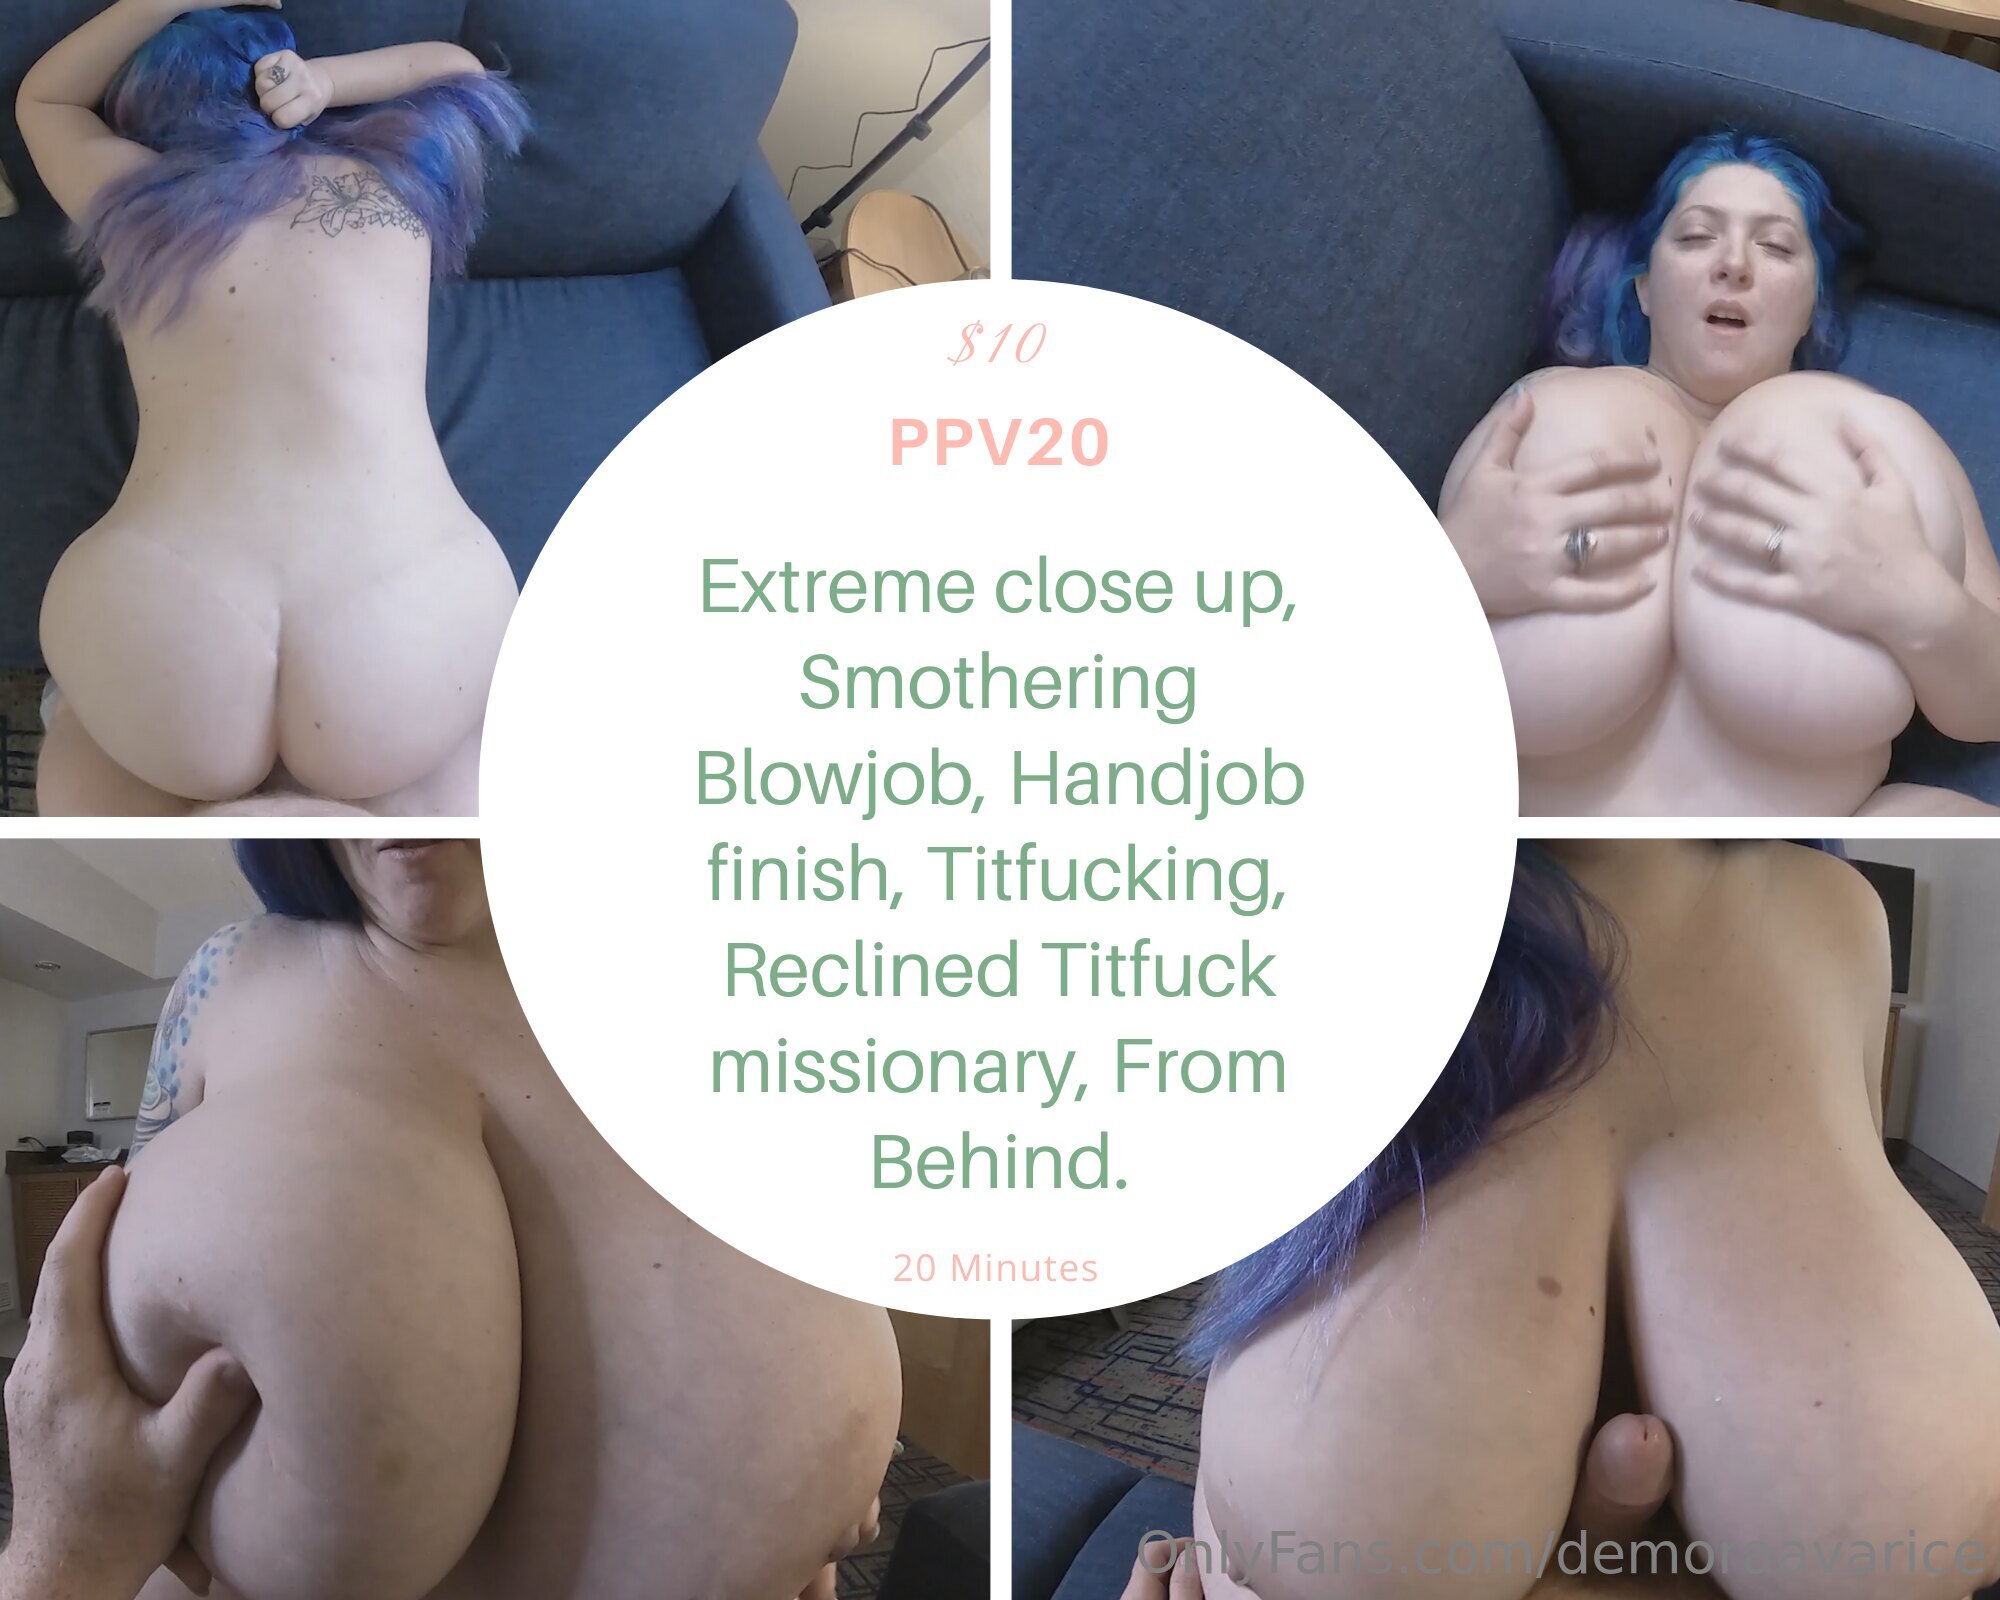 $10
PPV20
Extreme close up,
Smothering
Blowjob, Handjob
finish, Titfucking,
Reclined Titfuck
missionary, From
Behind.
20 Minutes
OnlyFans.com/demoraavarice